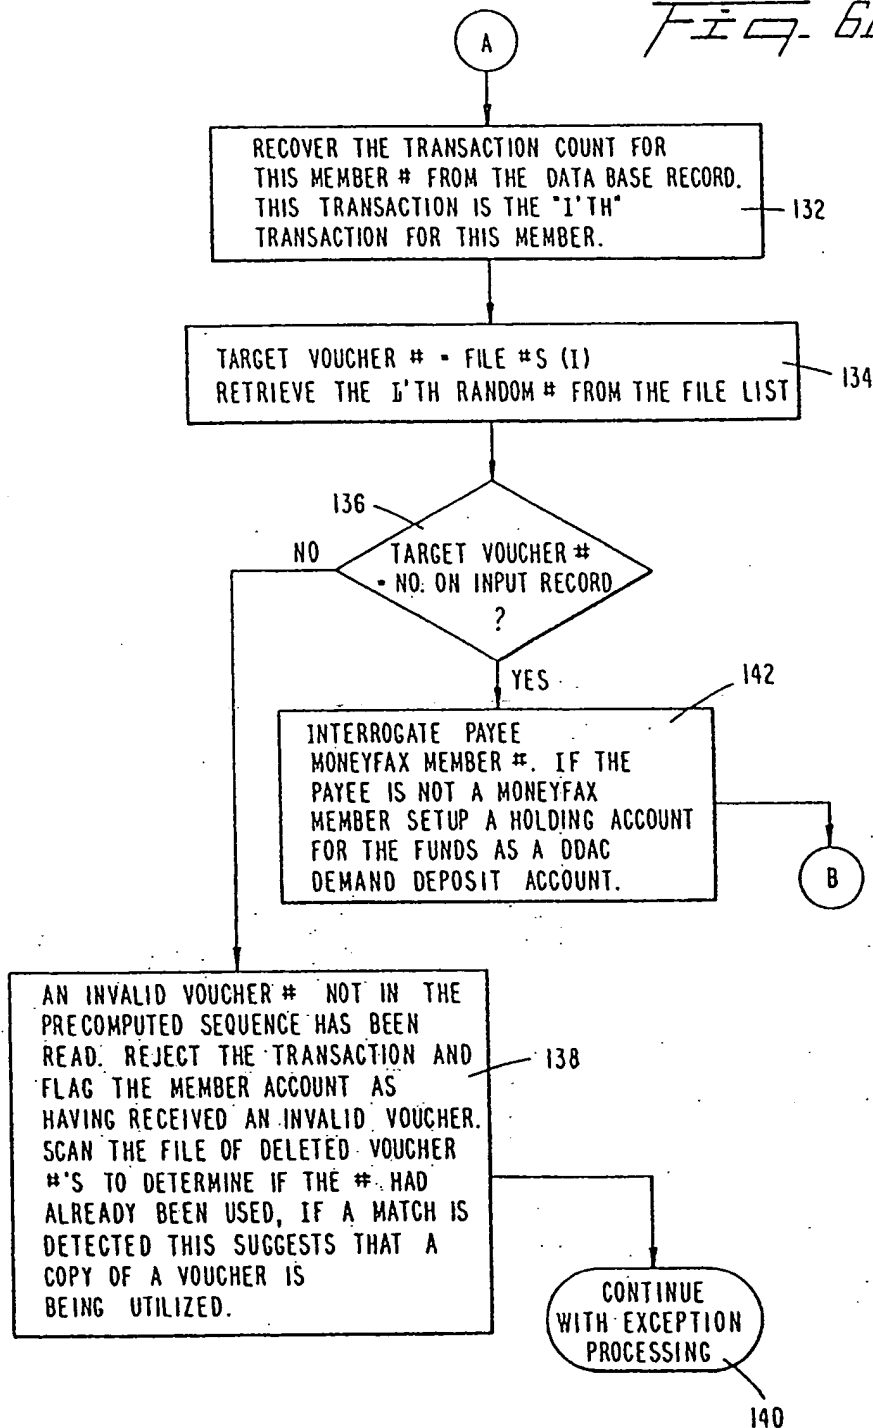 Fig. 6
A
RECOVER THE TRANSACTION COUNT FOR
THIS MEMBER # FROM THE DATA BASE RECORD.
THIS TRANSACTION IS THE "I'TH"
TRANSACTION FOR THIS MEMBER.
132
TARGET VOUCHER # = FILE #S (I)
RETRIEVE THE I'TH RANDOM # FROM THE FILE LIST
134
136
TARGET VOUCHER #
= NO. ON INPUT RECORD
?
NO
YES
142
INTERROGATE PAYEE
MONEYFAX MEMBER #. IF THE
PAYEE IS NOT A MONEYFAX
MEMBER SETUP A HOLDING ACCOUNT
FOR THE FUNDS AS A DDAC
DEMAND DEPOSIT ACCOUNT.
B
AN INVALID VOUCHER # NOT IN THE
PRECOMPUTED SEQUENCE HAS BEEN
READ. REJECT THE TRANSACTION AND
FLAG THE MEMBER ACCOUNT AS
HAVING RECEIVED AN INVALID VOUCHER.
SCAN THE FILE OF DELETED VOUCHER
#'S TO DETERMINE IF THE # HAD
ALREADY BEEN USED, IF A MATCH IS
DETECTED THIS SUGGESTS THAT A
COPY OF A VOUCHER IS
BEING UTILIZED.
138
CONTINUE
WITH EXCEPTION
PROCESSING
140